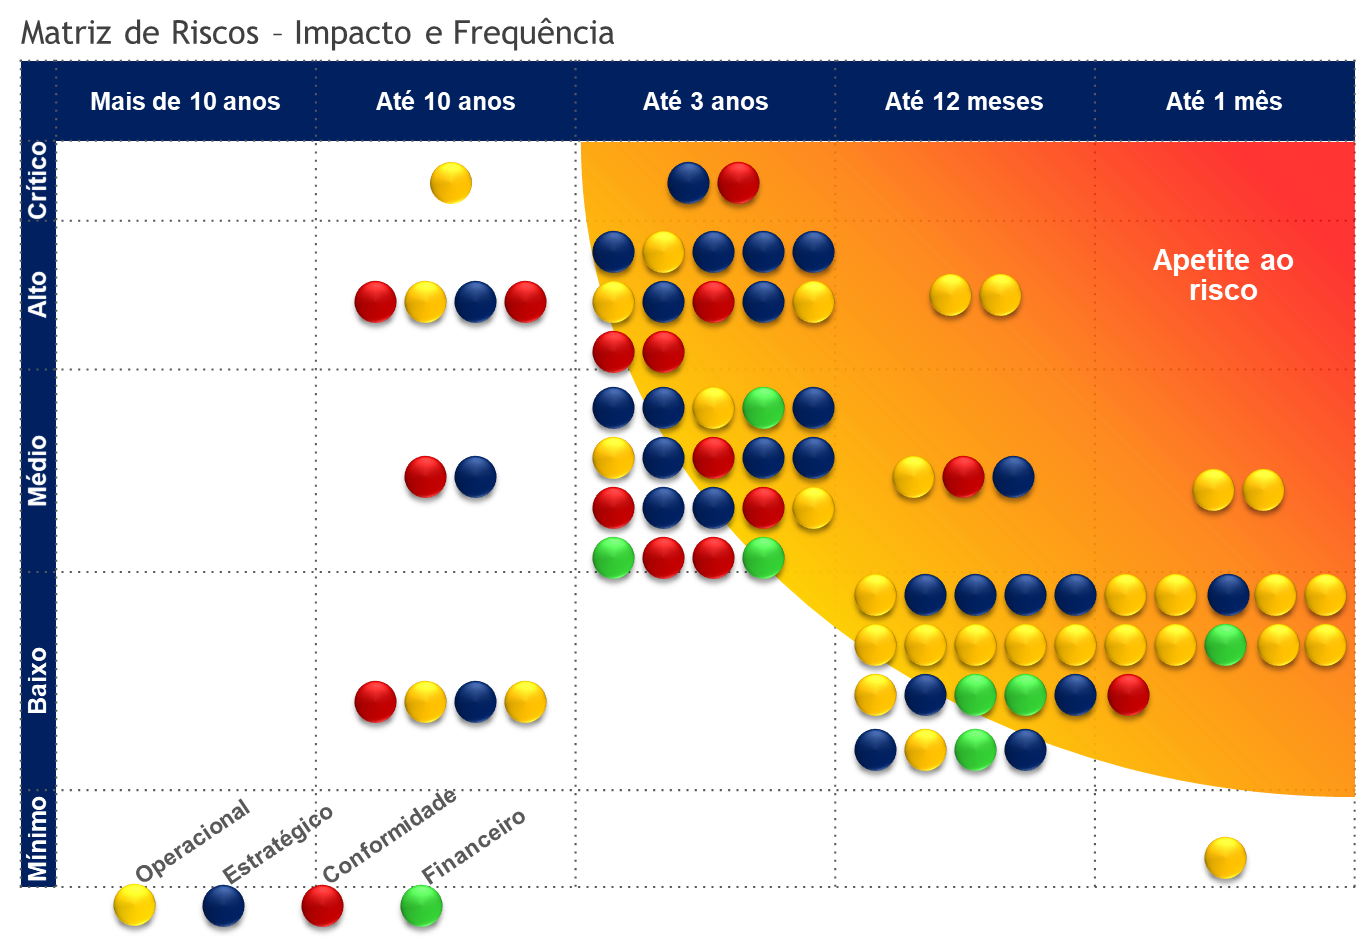 Matriz de Riscos – Impacto e Frequência
Mais de 10 anos
Até 10 anos
Até 3 anos
Até 12 meses
Até 1 mês
Crítico
Alto
Apetite ao
risco
Médio
Baixo
Mínimo
Operacional
Estratégico
Conformidade
Financeiro